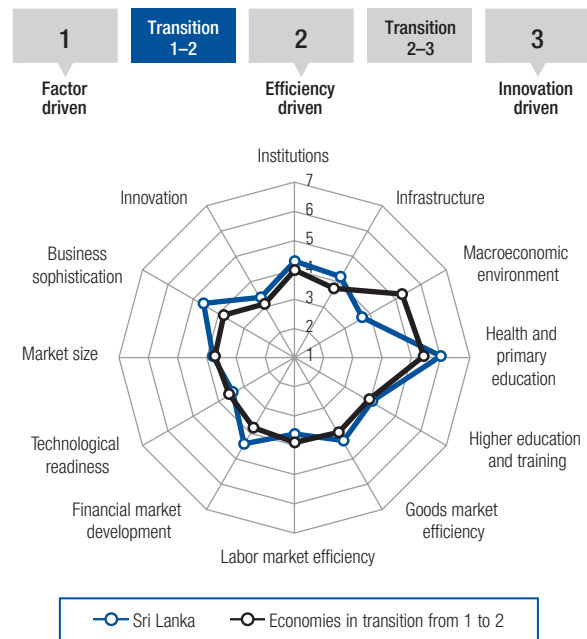 1
Transition
1–2
2
Transition
2–3
3
Factor
driven
Efficiency
driven
Innovation
driven
Institutions
Innovation
Infrastructure
Business
sophistication
Macroeconomic
environment
Market size
Health and
primary
education
Technological
readiness
Higher education
and training
Financial market
development
Goods market
efficiency
Labor market efficiency
7
6
5
4
3
2
1
Sri Lanka
Economies in transition from 1 to 2